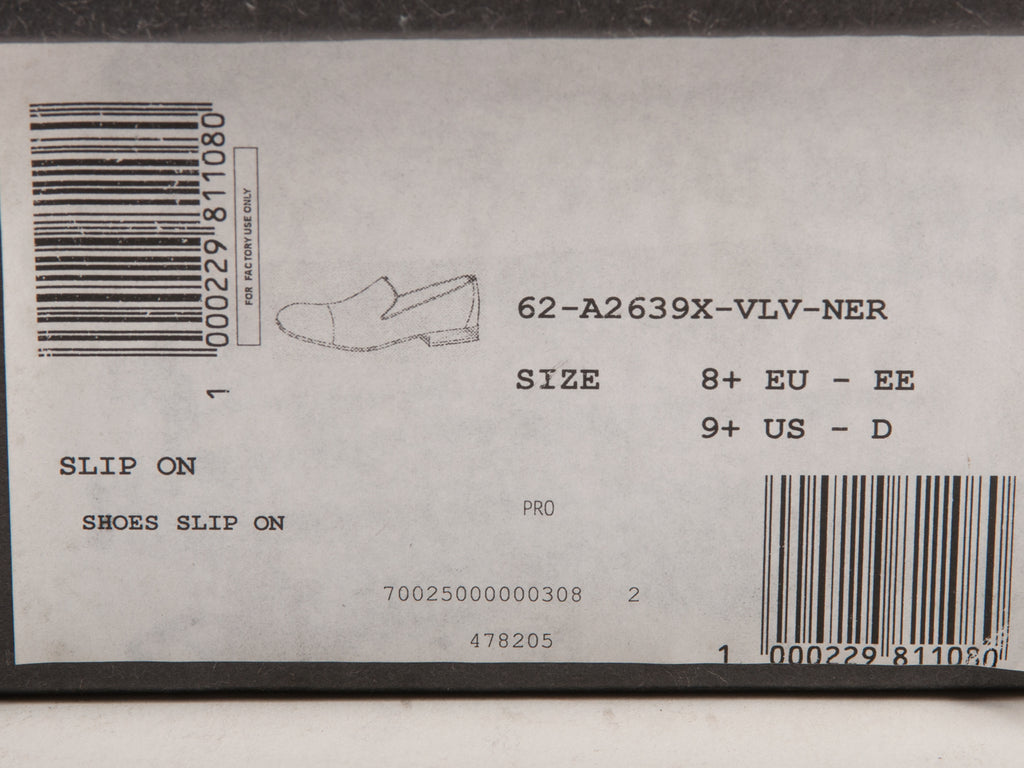 1 000229 811080
FOR FACTORY USE ONLY
62-A2639X-VLV-NER
SIZE 8+ EU - EE
9+ US - D
SLIP ON
SHOES SLIP ON
PRO
70025000000308 2
478205
1 000229 811080